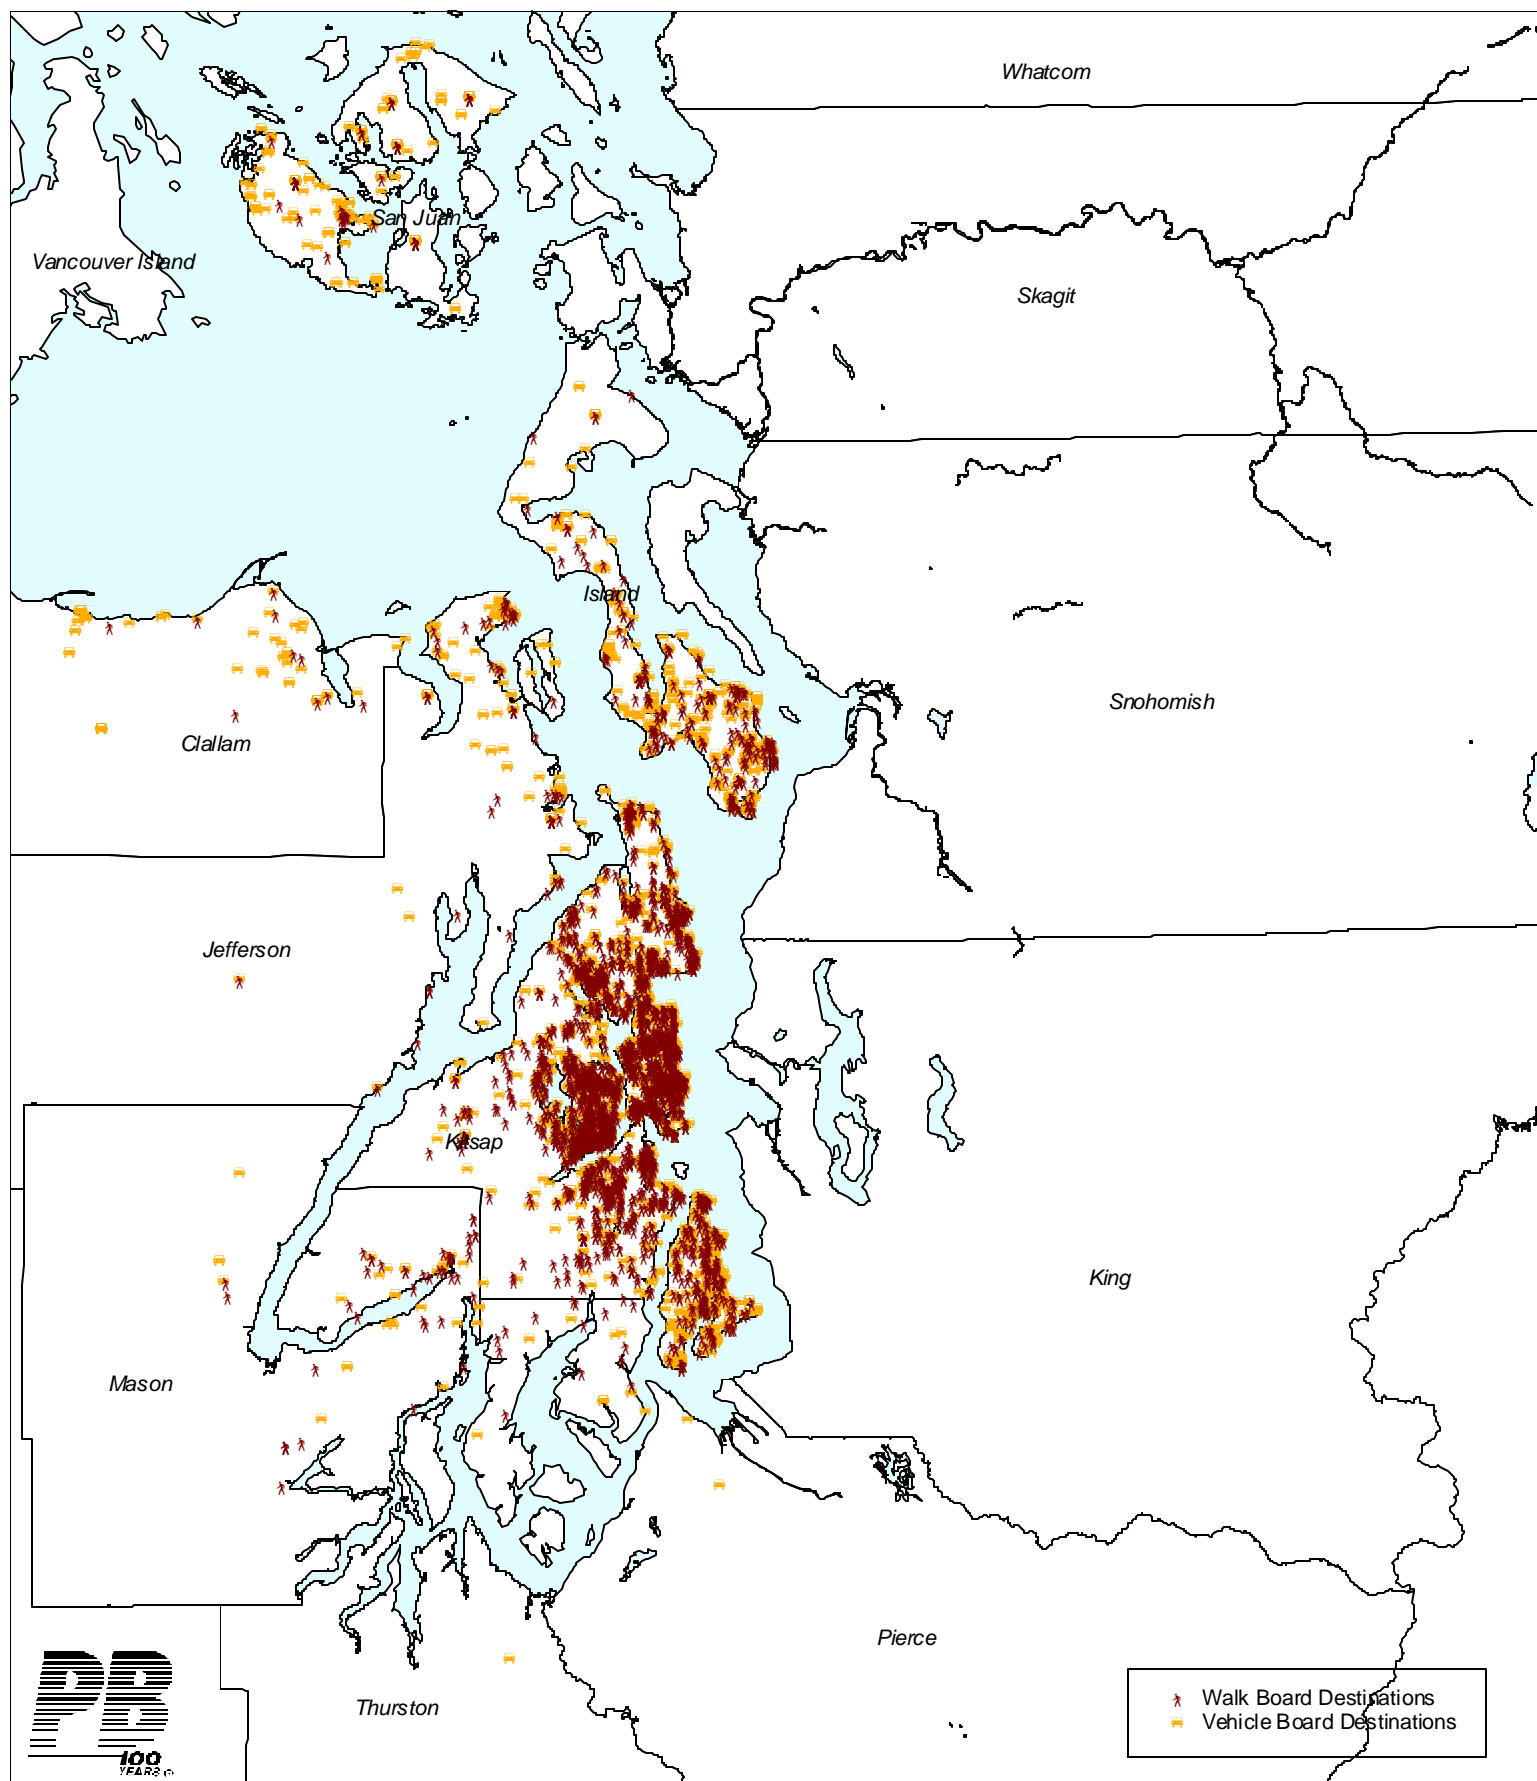 Whatcom
San Juan
Vancouver Island
Skagit
Island
Snohomish
Clallam
Jefferson
Kitsap
King
Mason
Pierce
Thurston
Walk Board Destinations
Vehicle Board Destinations
PB
100
YEARS